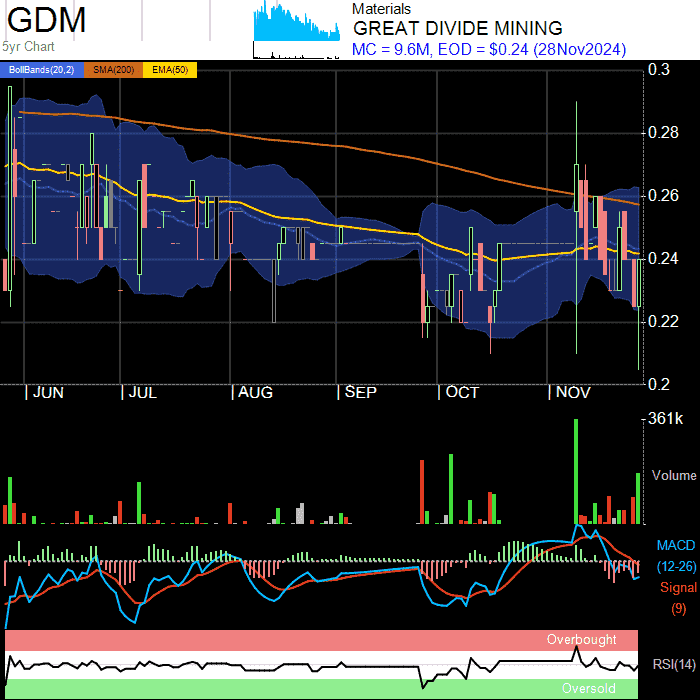 GDM
5yr Chart
Materials
GREAT DIVIDE MINING
MC = 9.6M, EOD = $0.24 (28Nov2024)
BollBands(20,2) SMA(200) EMA(50)
0.3
0.28
0.26
0.24
0.22
0.2
JUN JUL AUG SEP OCT NOV
361k
Volume
MACD
(12-26)
Signal
(9)
Overbought
RSI(14)
Oversold